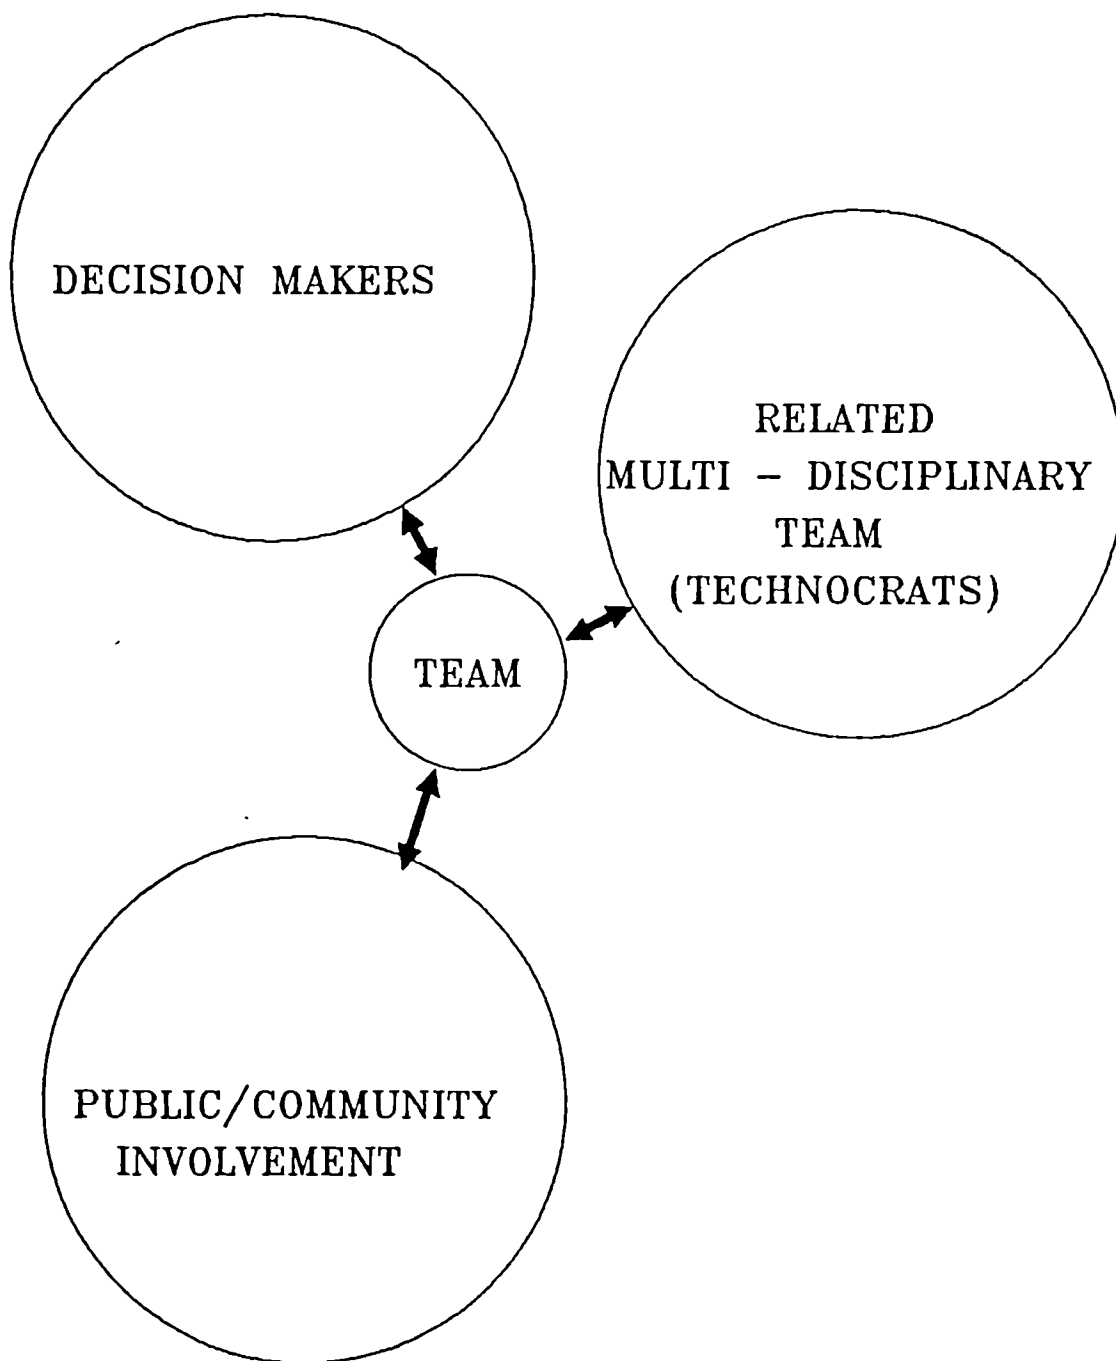 DECISION MAKERS
RELATED
MULTI – DISCIPLINARY
TEAM
(TECHNOCRATS)
TEAM
PUBLIC/COMMUNITY
INVOLVEMENT